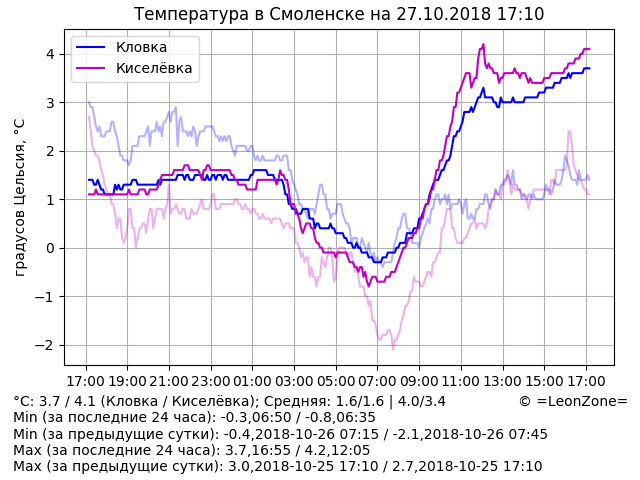 Температура в Смоленске на 27.10.2018 17:10
Кловка
Киселёвка
градусов Цельсия, °C
4
3
2
1
0
−1
−2
17:00 19:00 21:00 23:00 01:00 03:00 05:00 07:00 09:00 11:00 13:00 15:00 17:00
°C: 3.7 / 4.1 (Кловка / Киселёвка); Средняя: 1.6/1.6 | 4.0/3.4 © =LeonZone=
Min (за последние 24 часа): -0.3,06:50 / -0.8,06:35
Min (за предыдущие сутки): -0.4,2018-10-26 07:15 / -2.1,2018-10-26 07:45
Max (за последние 24 часа): 3.7,16:55 / 4.2,12:05
Max (за предыдущие сутки): 3.0,2018-10-25 17:10 / 2.7,2018-10-25 17:10